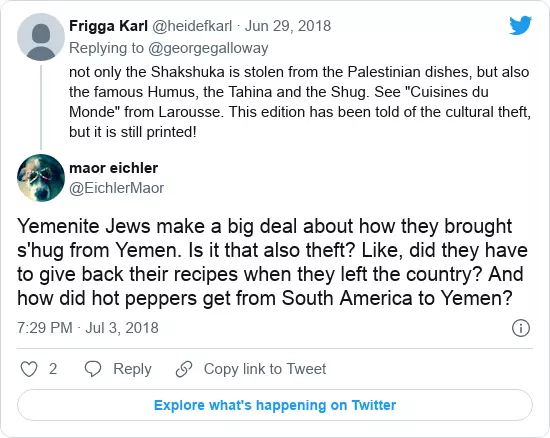 Frigga Karl @heidefkarl · Jun 29, 2018
Replying to @georgegalloway
not only the Shakshuka is stolen from the Palestinian dishes, but also
the famous Humus, the Tahina and the Shug. See "Cuisines du
Monde" from Larousse. This edition has been told of the cultural theft,
but it is still printed!
maor eichler
@EichlerMaor
Yemenite Jews make a big deal about how they brought
s'hug from Yemen. Is it that also theft? Like, did they have
to give back their recipes when they left the country? And
how did hot peppers get from South America to Yemen?
7:29 PM · Jul 3, 2018
2 Reply Copy link to Tweet
Explore what's happening on Twitter